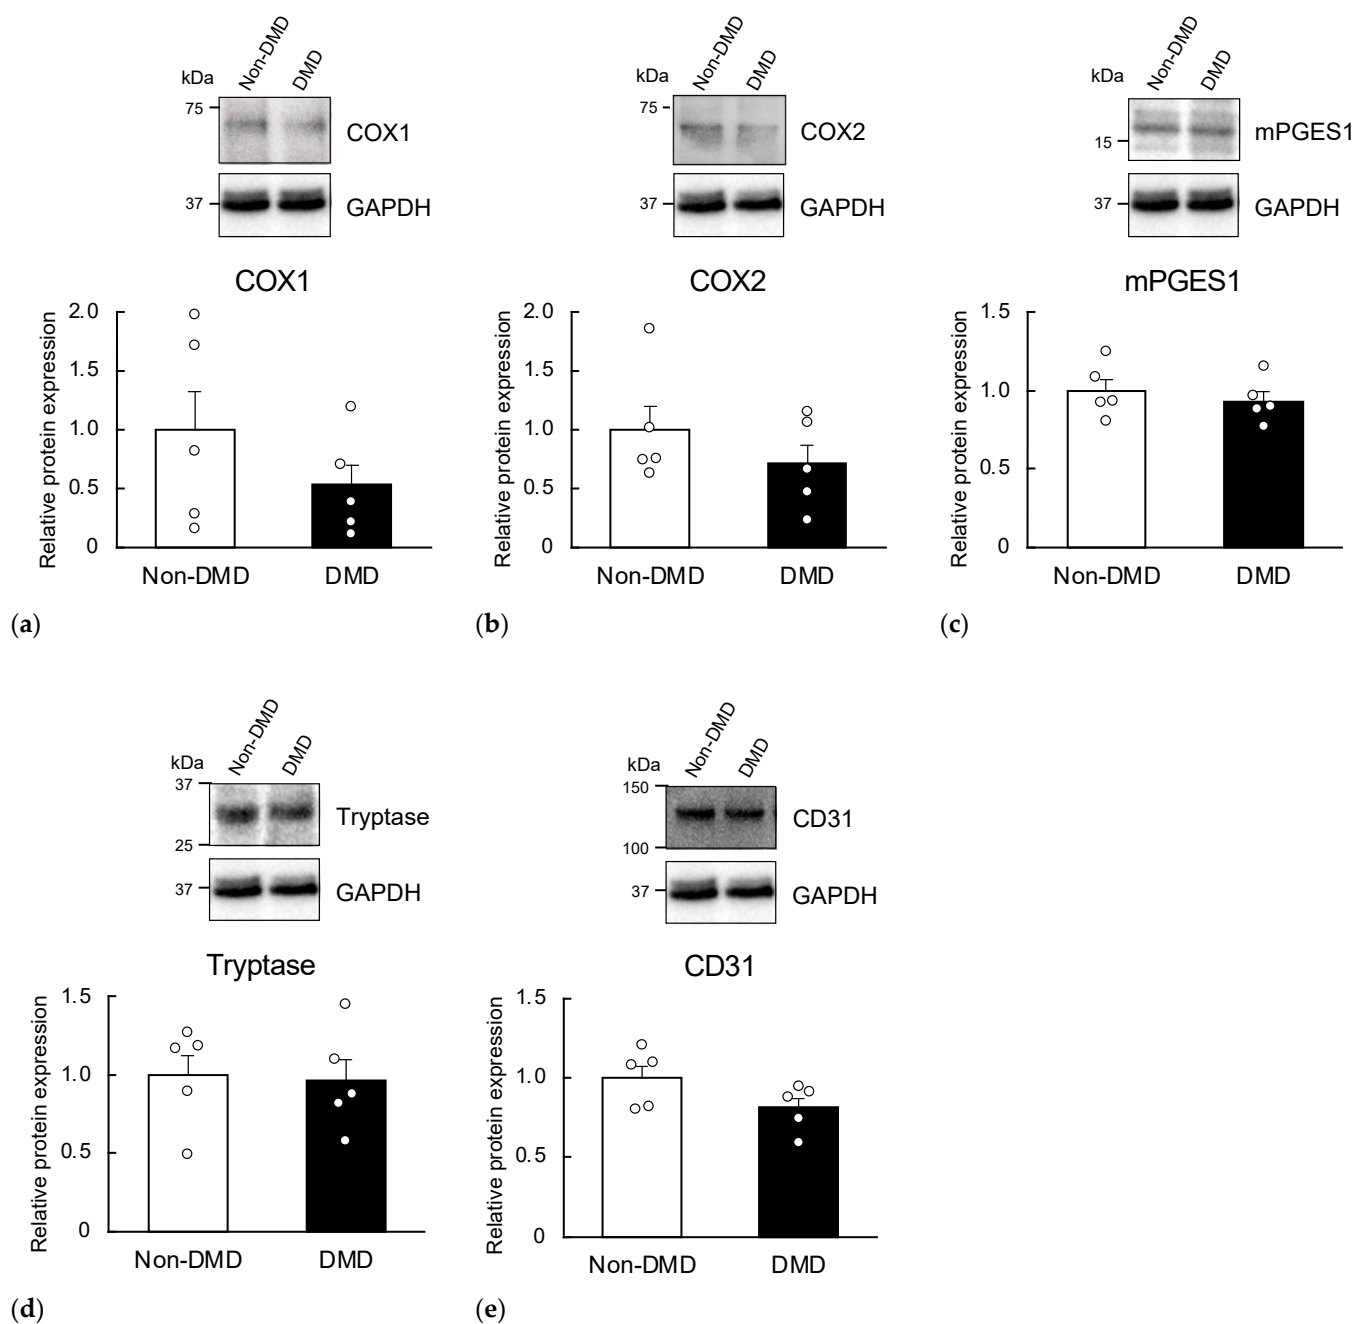 kDa Non-DMD DMD
75
COX1
37 GAPDH
COX1
Relative protein expression
2.0
1.5
1.0
0.5
0
Non-DMD DMD
(a)
kDa Non-DMD DMD
75
COX2
37 GAPDH
COX2
Relative protein expression
2.0
1.5
1.0
0.5
0
Non-DMD DMD
(b)
kDa Non-DMD DMD
mPGES1
15
37 GAPDH
mPGES1
Relative protein expression
1.5
1.0
0.5
0
Non-DMD DMD
(c)
kDa Non-DMD DMD
37
Tryptase
25
37 GAPDH
Tryptase
Relative protein expression
1.5
1.0
0.5
0
Non-DMD DMD
(d)
kDa Non-DMD DMD
150
CD31
100
37 GAPDH
CD31
Relative protein expression
1.5
1.0
0.5
0
Non-DMD DMD
(e)